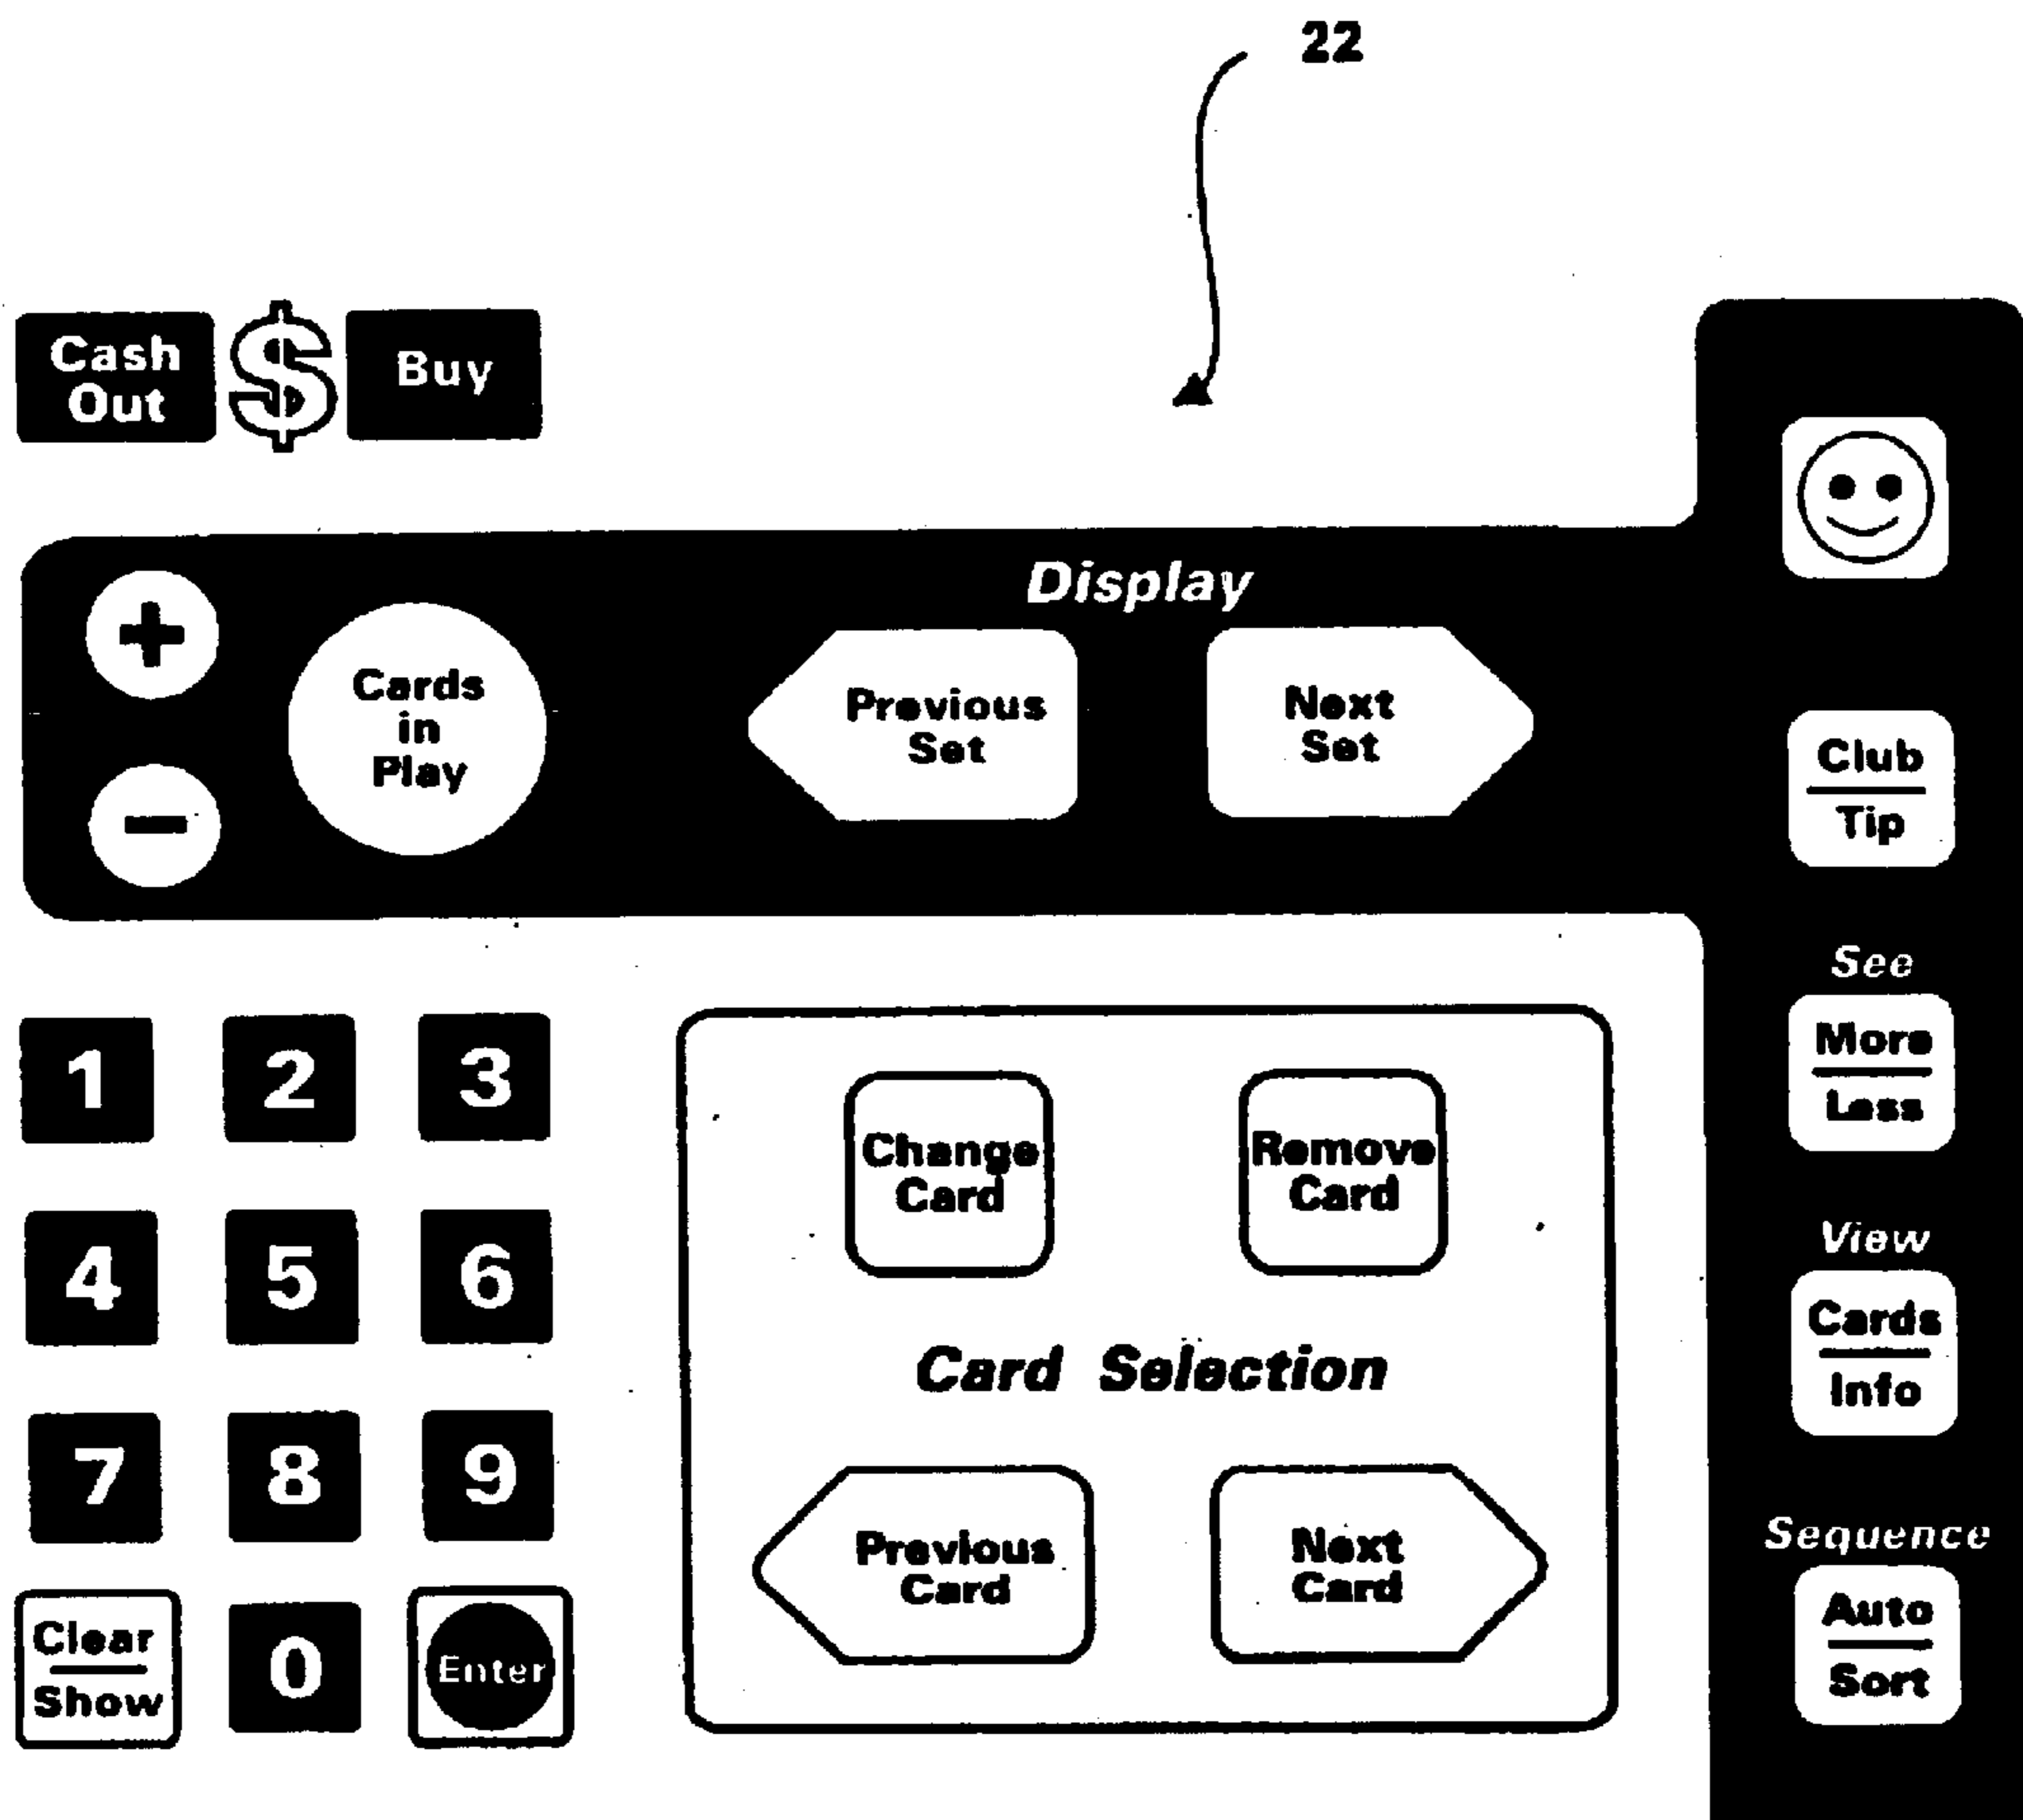 22
Cash
Out
$
Buy
Display
+
Cards
in
Play
−
Previous
Set
Next
Set
Club
Tip
See
More
Less
View
Cards
Info
Sequence
Auto
Sort
1 2 3
4 5 6
7 8 9
Clear
Show
0
Enter
Change
Card
Remove
Card
Card Selection
Previous
Card
Next
Card